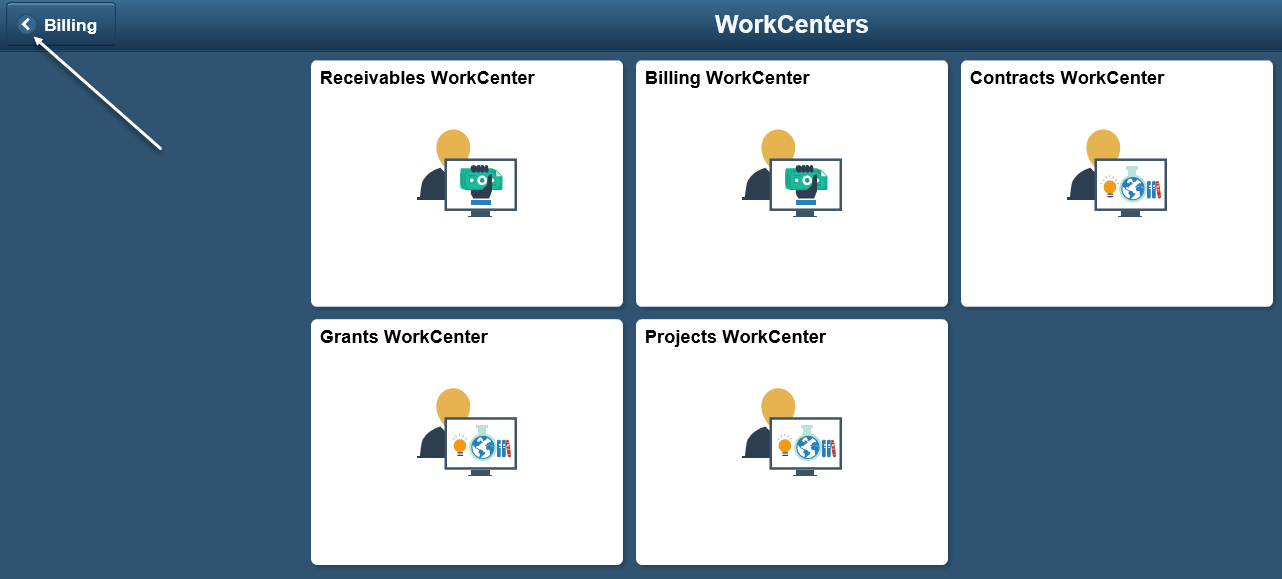 Billing
WorkCenters
Receivables WorkCenter
Billing WorkCenter
Contracts WorkCenter
Grants WorkCenter
Projects WorkCenter